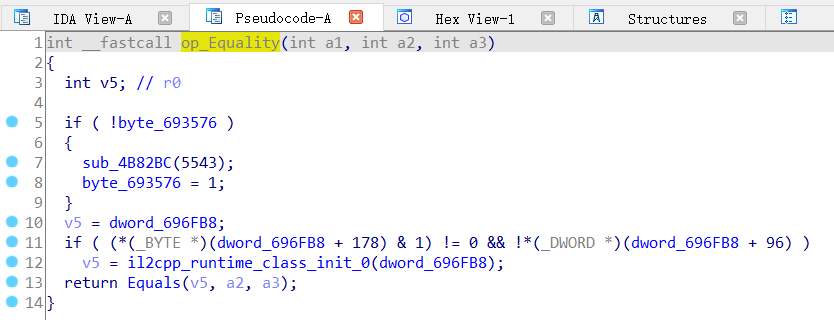 IDA View-A Pseudocode-A Hex View-1 Structures
1 int __fastcall op_Equality(int a1, int a2, int a3)
2 {
3 int v5; // r0
4
5 if ( !byte_693576 )
6 {
7 sub_4B82BC(5543);
8 byte_693576 = 1;
9 }
10 v5 = dword_696FB8;
11 if ( (*(_BYTE *)(dword_696FB8 + 178) & 1) != 0 && !*(_DWORD *)(dword_696FB8 + 96) )
12 v5 = il2cpp_runtime_class_init_0(dword_696FB8);
13 return Equals(v5, a2, a3);
14 }